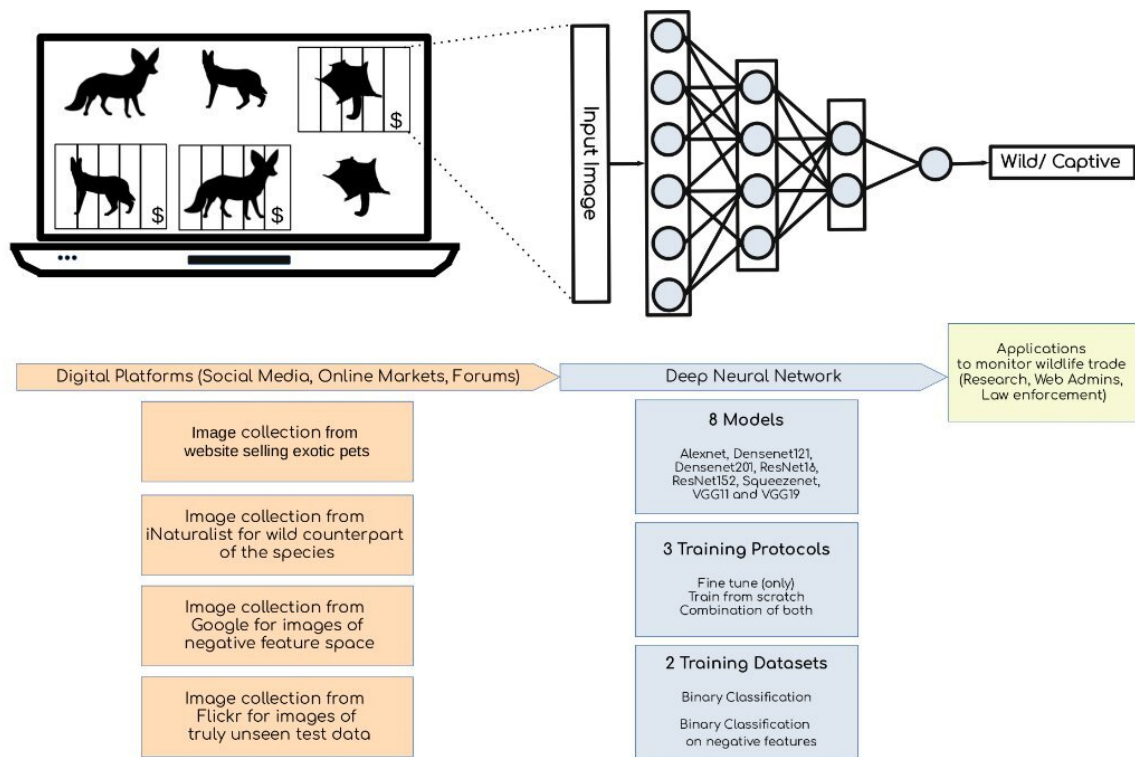 $
$
$
Input Image
Wild/ Captive
Digital Platforms (Social Media, Online Markets, Forums)
Deep Neural Network
Applications
to monitor wildlife trade
(Research, Web Admins,
Law enforcement)
Image collection from
website selling exotic pets
Image collection from
iNaturalist for wild counterpart
of the species
Image collection from
Google for images of
negative feature space
Image collection from
Flickr for images of
truly unseen test data
8 Models
Alexnet, Densenet121,
Densenet201, ResNet16,
ResNet152, Squeezenet,
VGG11 and VGG19
3 Training Protocols
Fine tune (only)
Train from scratch
Combination of both
2 Training Datasets
Binary Classification
Binary Classification
on negative features